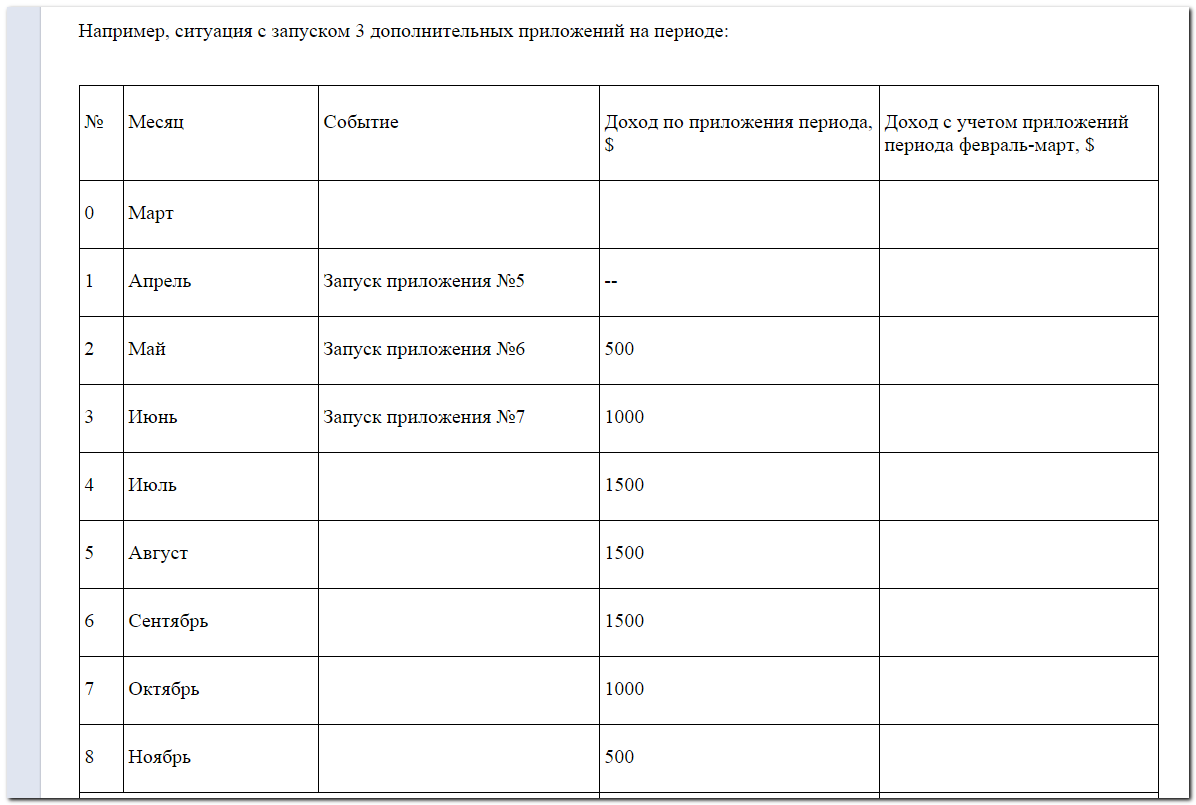 Например, ситуация с запуском 3 дополнительных приложений на периоде:
№ Месяц Событие Доход по приложения периода, $ Доход с учетом приложений периода февраль-март, $
0 Март
1 Апрель Запуск приложения №5 --
2 Май Запуск приложения №6 500
3 Июнь Запуск приложения №7 1000
4 Июль 1500
5 Август 1500
6 Сентябрь 1500
7 Октябрь 1000
8 Ноябрь 500